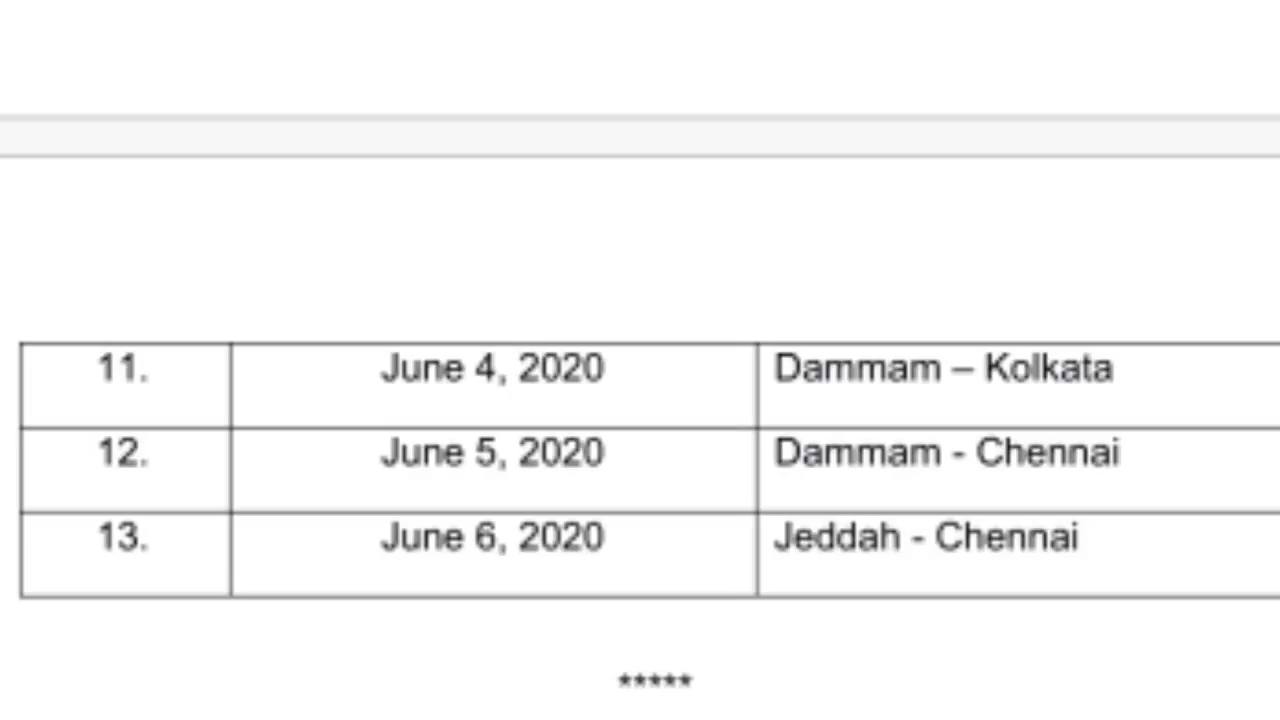 11. June 4, 2020 Dammam – Kolkata
12. June 5, 2020 Dammam - Chennai
13. June 6, 2020 Jeddah - Chennai
*****